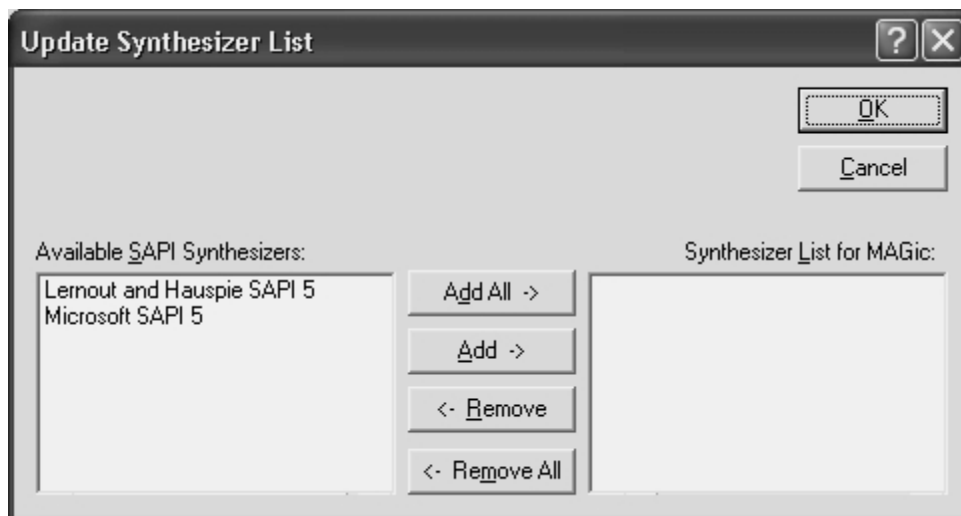 Update Synthesizer List
?
X
OK
Cancel
Available SAPI Synthesizers:
Synthesizer List for MAGic:
Lernout and Hauspie SAPI 5
Microsoft SAPI 5
Add All ->
Add ->
<- Remove
<- Remove All